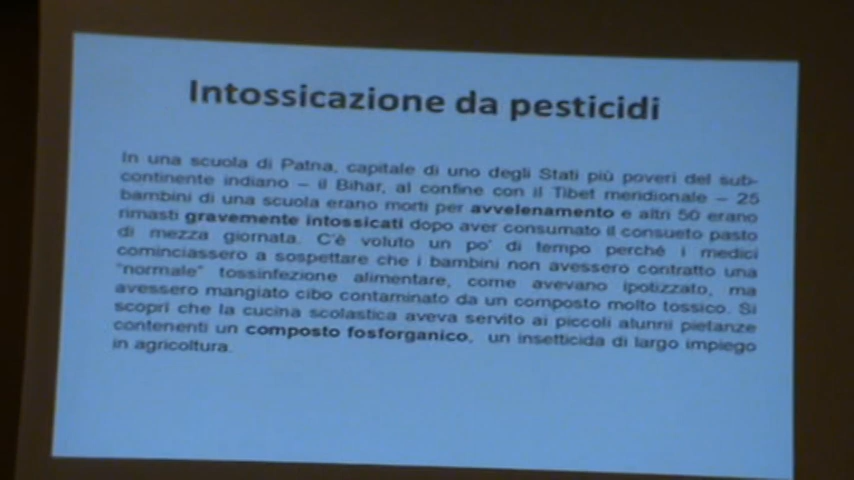 Intossicazione da pesticidi
In una scuola di Patna, capitale di uno degli Stati più poveri del sub-
continente indiano – il Bihar, al confine con il Tibet meridionale – 25
bambini di una scuola erano morti per avvelenamento e altri 50 erano
rimasti gravemente intossicati dopo aver consumato il consueto pasto
di mezza giornata. C'è voluto un po' di tempo perché i medici
cominciassero a sospettare che i bambini non avessero contratto una
"normale" tossinfezione alimentare, come avevano ipotizzato, ma
avessero mangiato cibo contaminato da un composto molto tossico. Si
scoprì che la cucina scolastica aveva servito ai piccoli alunni pietanze
contenenti un composto fosforganico, un insetticida di largo impiego
in agricoltura.